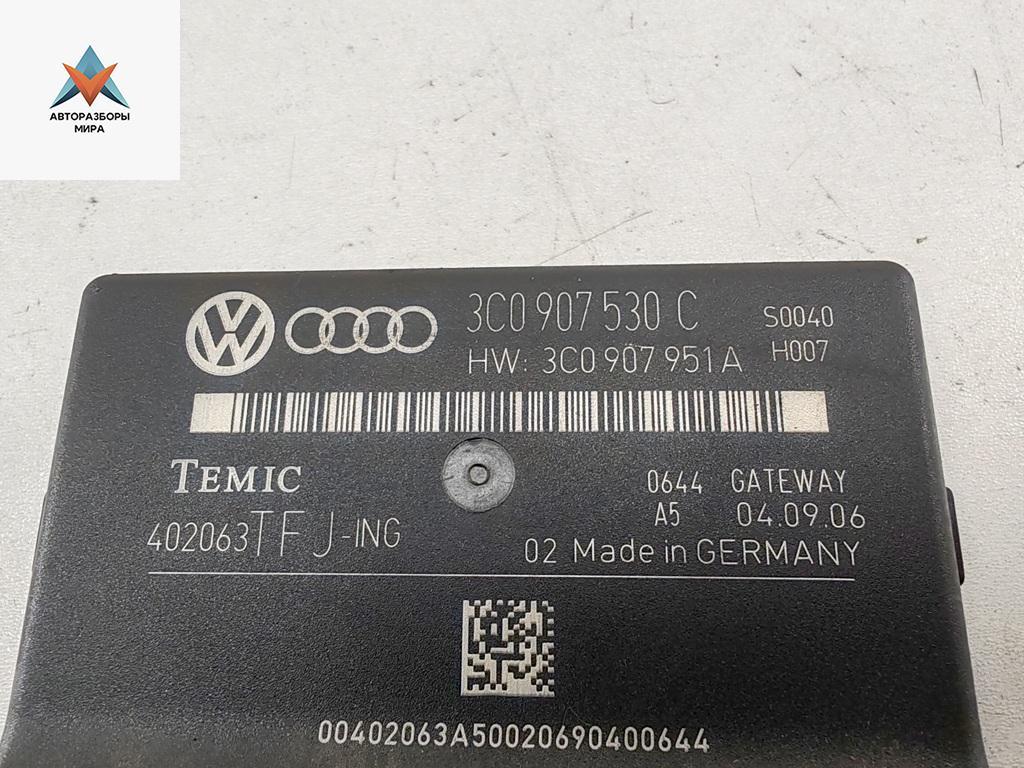 АВТОРАЗБОРЫ
МИРА
3C0 907 530 C
S0040
HW: 3C0 907 951 A
H007
TEMIC
0644 GATEWAY
402063TFJ-ING
A5 04.09.06
02 Made in GERMANY
00402063A50020690400644